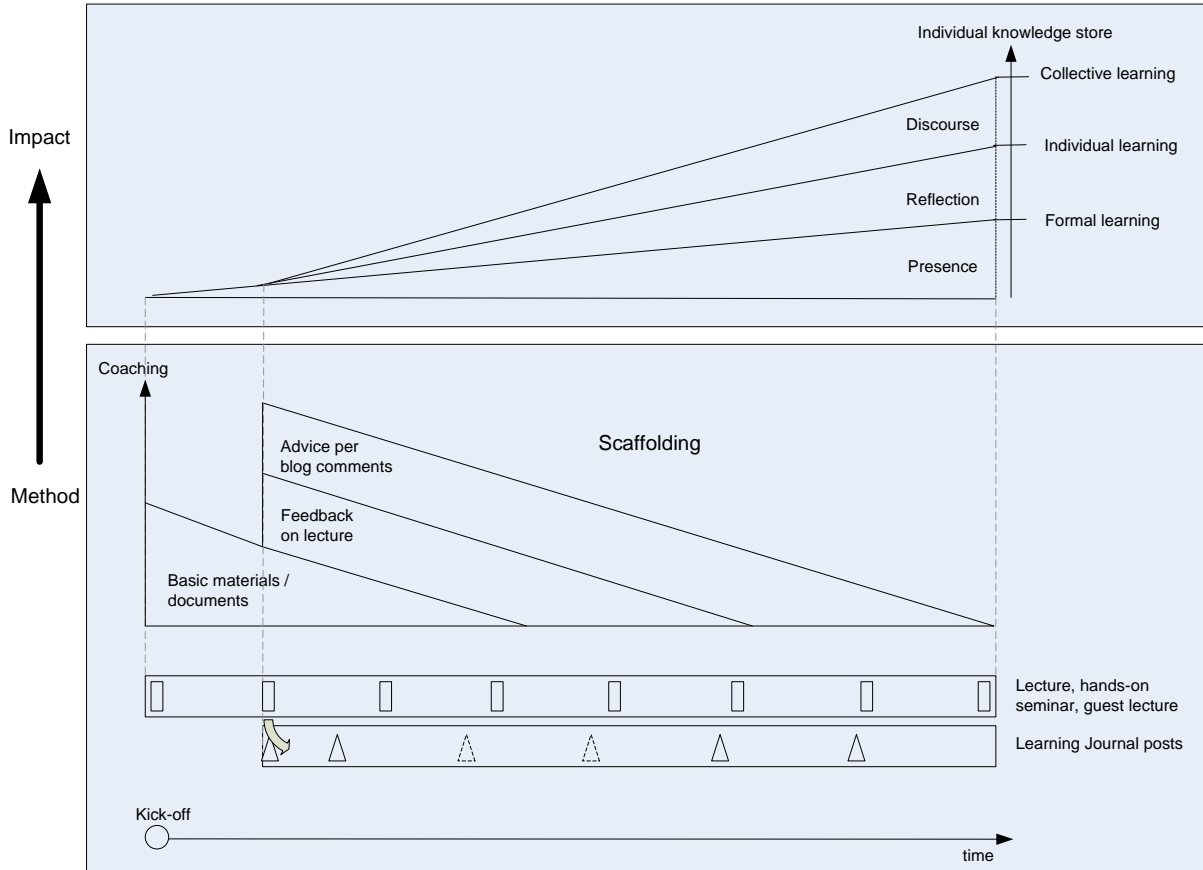 Individual knowledge store
Collective learning
Discourse
Impact
Individual learning
Reflection
Formal learning
Presence
Coaching
Scaffolding
Advice per
blog comments
Method
Feedback
on lecture
Basic materials /
documents
Lecture, hands-on
seminar, guest lecture
Learning Journal posts
Kick-off
time